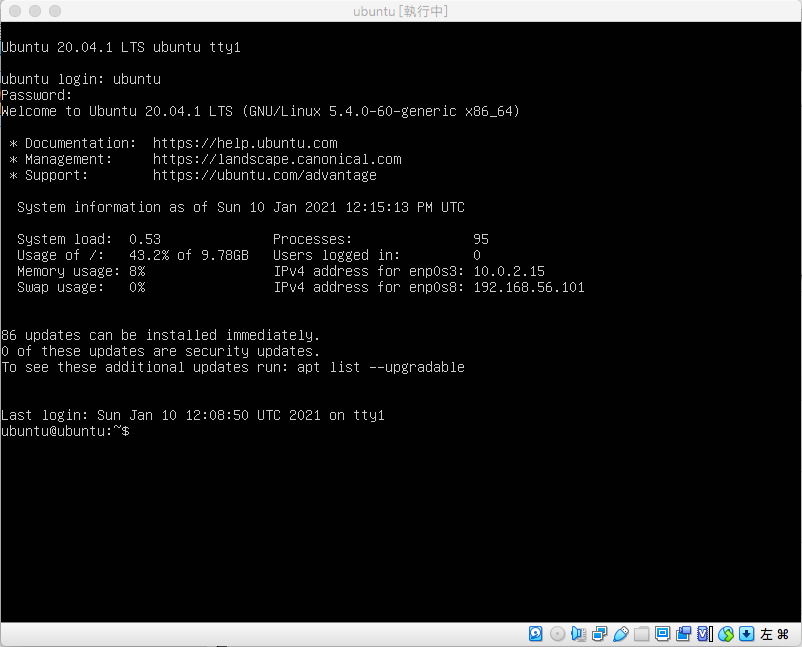 ubuntu [執行中]
Ubuntu 20.04.1 LTS ubuntu tty1
ubuntu login: ubuntu
Password:
Welcome to Ubuntu 20.04.1 LTS (GNU/Linux 5.4.0-60-generic x86_64)
* Documentation:  https://help.ubuntu.com
* Management:     https://landscape.canonical.com
* Support:        https://ubuntu.com/advantage
System information as of Sun 10 Jan 2021 12:15:13 PM UTC
System load:  0.53               Processes:               95
Usage of /:   43.2% of 9.78GB   Users logged in:         0
Memory usage: 8%                IPv4 address for enp0s3: 10.0.2.15
Swap usage:   0%                IPv4 address for enp0s8: 192.168.56.101
86 updates can be installed immediately.
0 of these updates are security updates.
To see these additional updates run: apt list --upgradable
Last login: Sun Jan 10 12:08:50 UTC 2021 on tty1
ubuntu@ubuntu:~$
左 ⌘